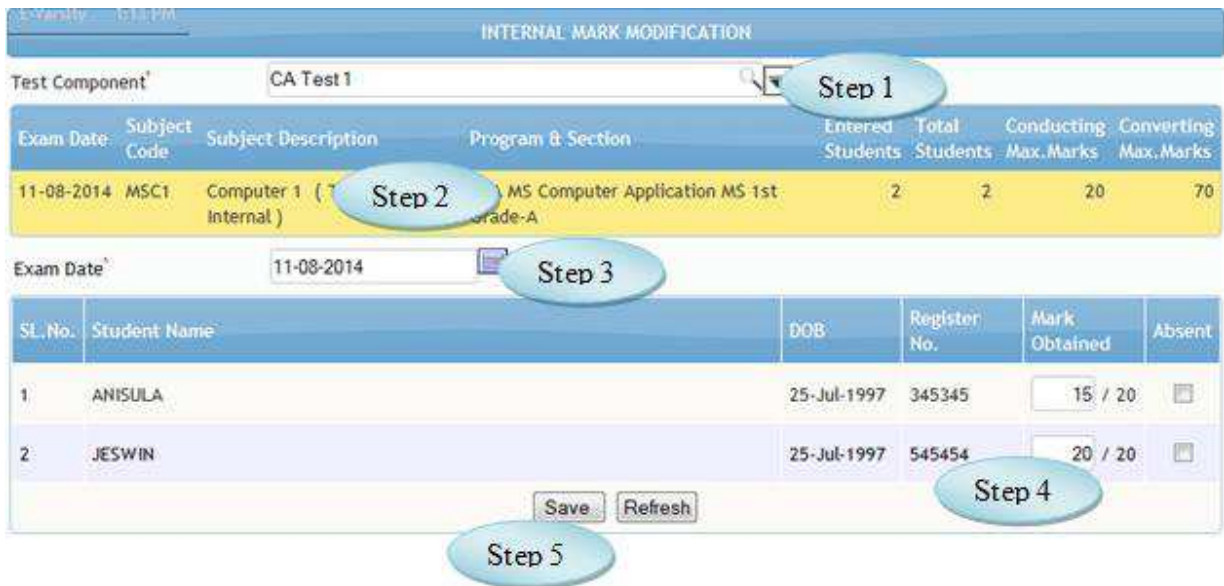 E-Varsity 1:13 PM
INTERNAL MARK MODIFICATION
Test Component* CA Test 1 Step 1
Exam Date Subject Code Subject Description Program & Section Entered Students Total Students Conducting Max.Marks Converting Max.Marks
11-08-2014 MSC1 Computer 1 ( Step 2 MS Computer Application MS 1st 2 2 20 70
Internal ) Grade-A
Exam Date* 11-08-2014 Step 3
SL.No. Student Name DOB Register No. Mark Obtained Absent
1 ANISULA 25-Jul-1997 345345 15 / 20
2 JESWIN 25-Jul-1997 545454 20 / 20
Step 4
Save Refresh
Step 5